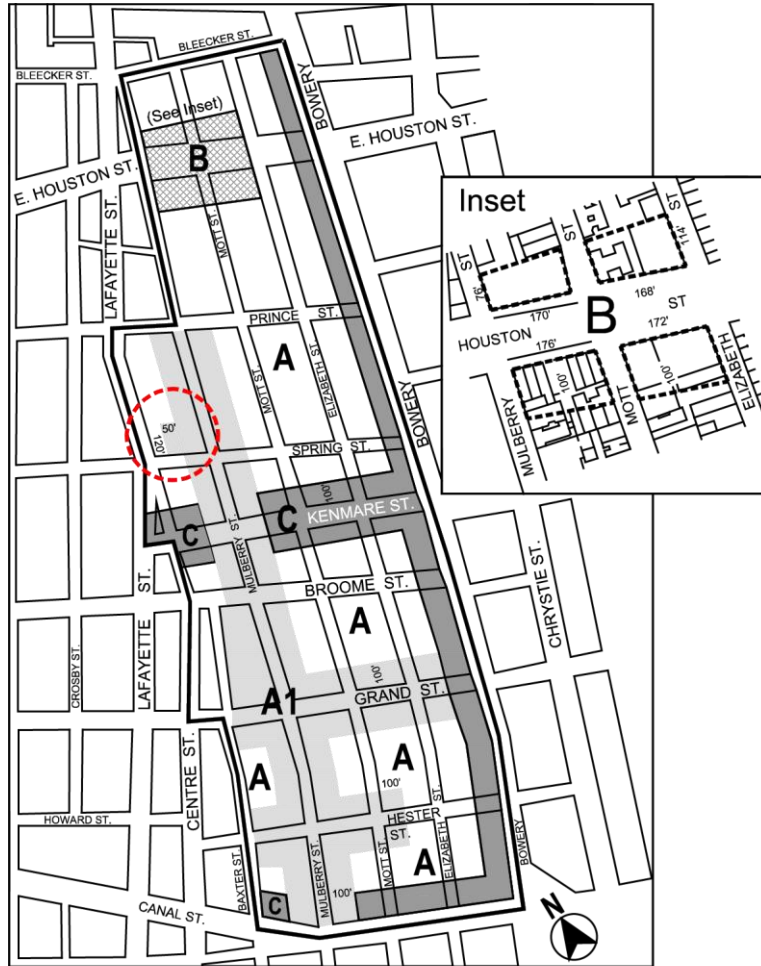 BLEECKER ST.
BLEECKER ST.
BOWERY
(See Inset)
B
E. HOUSTON ST.
E. HOUSTON ST.
LAFAYETTE ST.
MOTT ST.
PRINCE ST.
A
MOTT ST.
ELIZABETH ST.
BOWERY
50'
120'
SPRING ST.
100'
C
C
KENMARE ST.
MULBERRY ST.
BROOME ST.
CHRYSTIE ST.
LAFAYETTE ST.
CROSBY ST.
A
100'
A1
GRAND ST.
CENTRE ST.
A
A
100'
HOWARD ST.
HESTER ST.
BAXTER ST.
MULBERRY ST.
MOTT ST.
ELIZABETH ST.
BOWERY
A
C
100'
CANAL ST.
N
Inset
ST
ST
ST
76'
114'
170'
168'
HOUSTON
B
ST
176'
172'
100'
100'
MULBERRY
MOTT
ELIZABETH